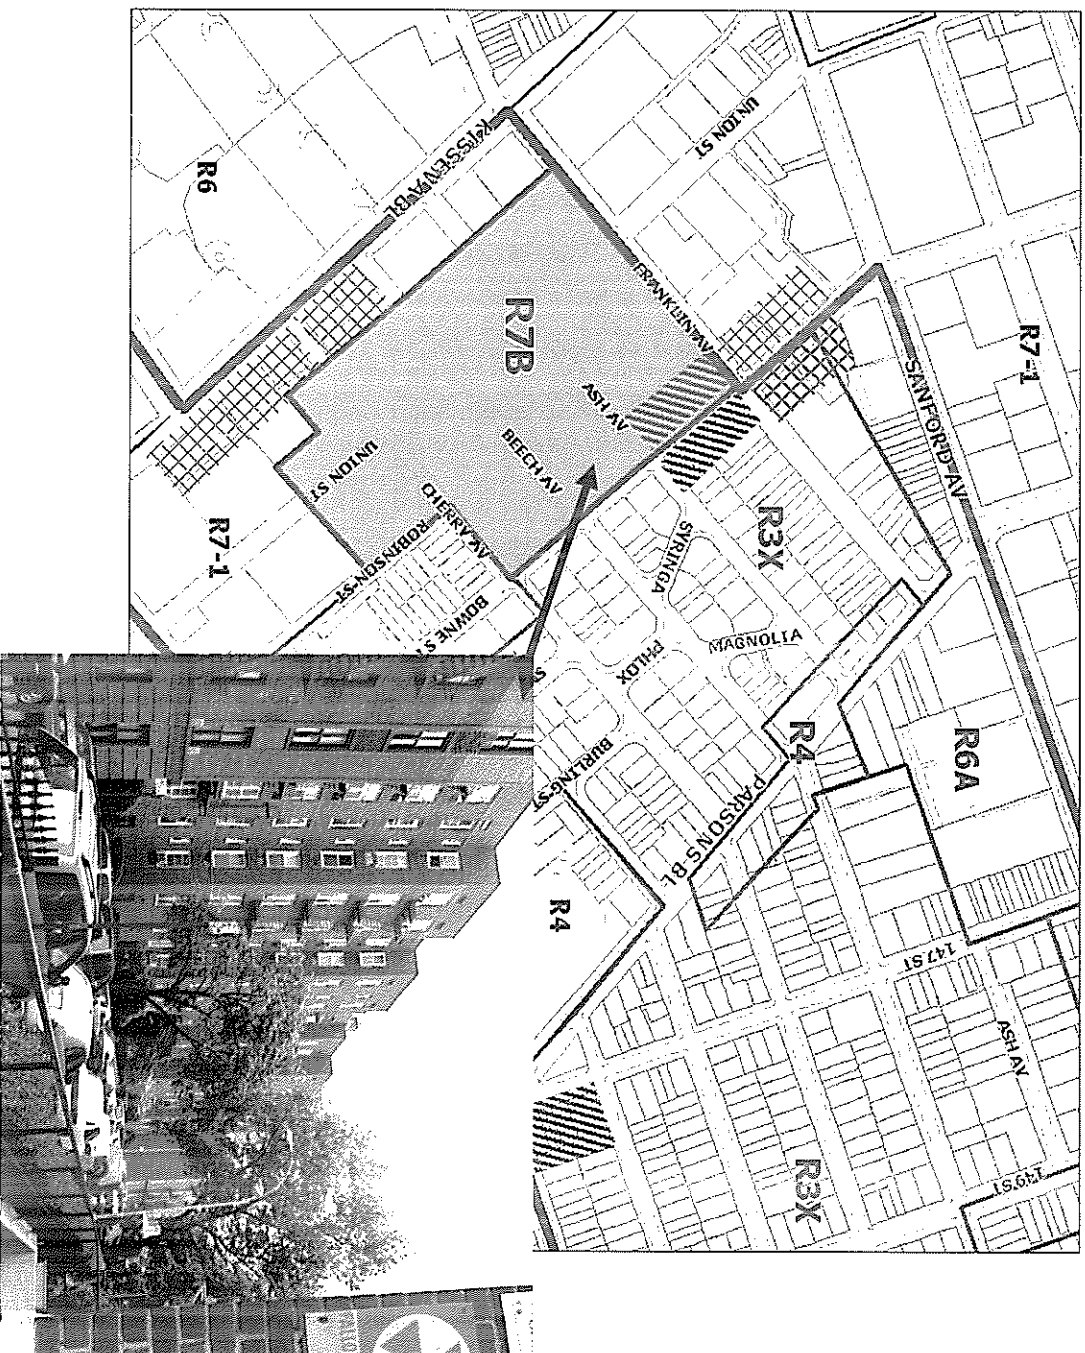 R7-1
149 ST
ASH AV
R6A
SANFORD AV
147 ST
R3X
R4
R3X
MAGNOLIA
PARSONS BL
UNION ST
SYRINGA
FRANKLIN AV
PHLOX
ASH AV
BURLING ST
R4
BEECH AV
R7B
BOWNE ST
CHERRY AV
KISSENA BL
ROBINSON ST
UNION ST
R7-1
R6